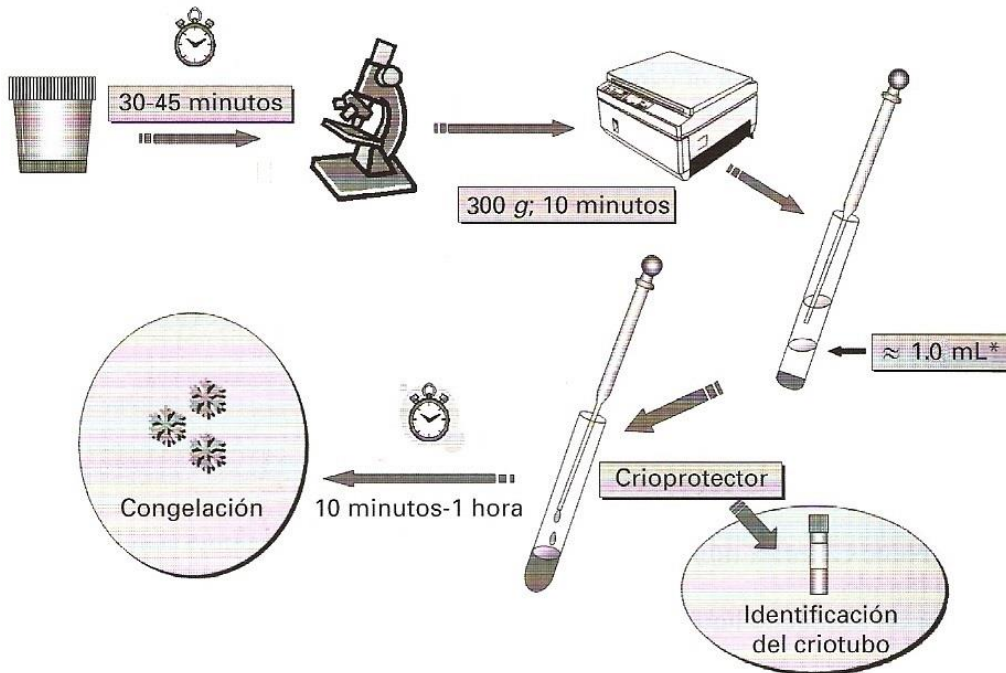 30-45 minutos
300 g; 10 minutos
≈ 1.0 mL*
Crioprotector
Identificación
del criotubo
10 minutos-1 hora
Congelación